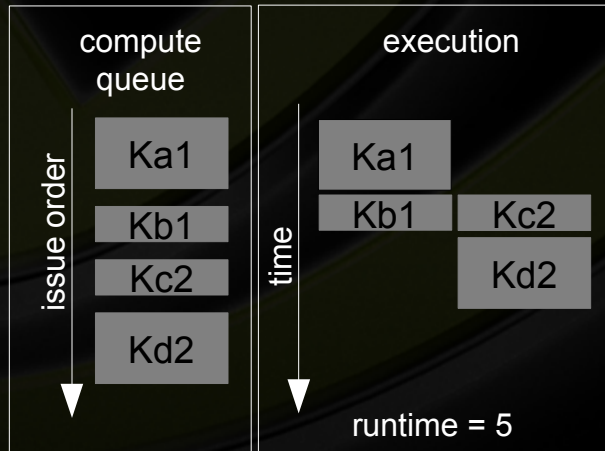 compute
queue
issue order
Ka1
Kb1
Kc2
Kd2
execution
time
Ka1
Kb1 Kc2
Kd2
runtime = 5